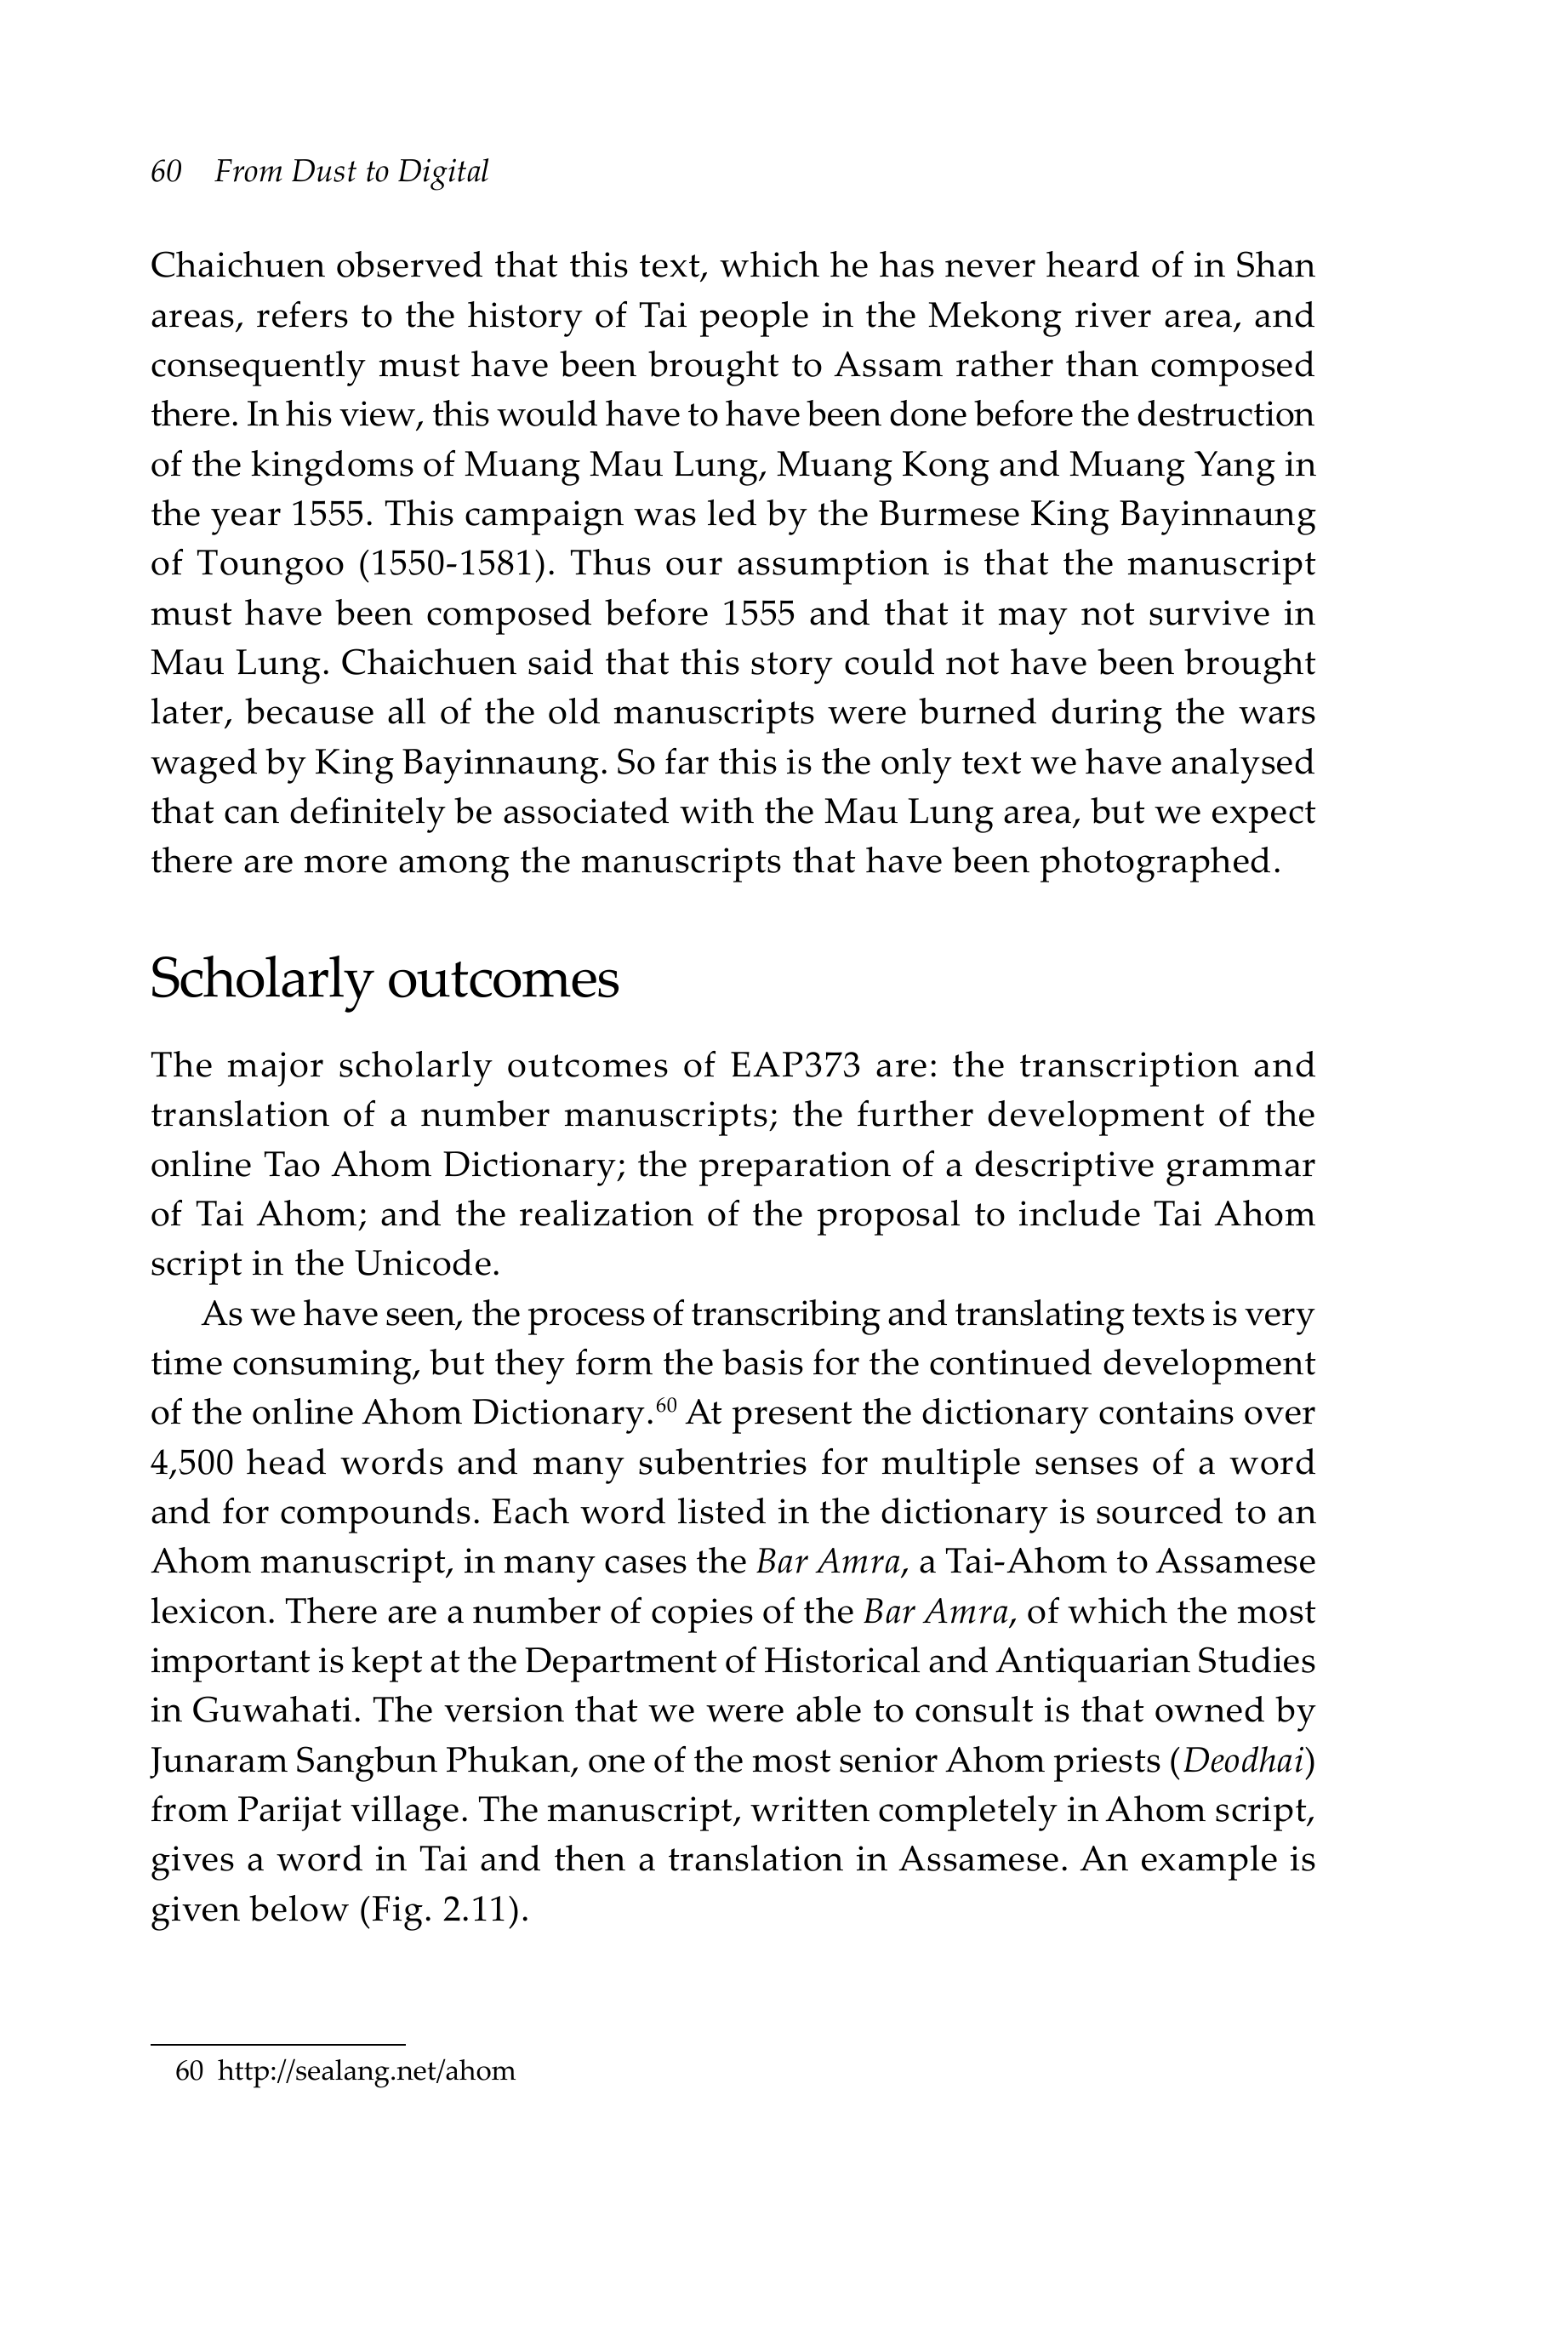 60 From Dust to Digital
Chaichuen observed that this text, which he has never heard of in Shan
areas, refers to the history of Tai people in the Mekong river area, and
consequently must have been brought to Assam rather than composed
there. In his view, this would have to have been done before the destruction
of the kingdoms of Muang Mau Lung, Muang Kong and Muang Yang in
the year 1555. This campaign was led by the Burmese King Bayinnaung
of Toungoo (1550-1581). Thus our assumption is that the manuscript
must have been composed before 1555 and that it may not survive in
Mau Lung. Chaichuen said that this story could not have been brought
later, because all of the old manuscripts were burned during the wars
waged by King Bayinnaung. So far this is the only text we have analysed
that can definitely be associated with the Mau Lung area, but we expect
there are more among the manuscripts that have been photographed.
Scholarly outcomes
The major scholarly outcomes of EAP373 are: the transcription and
translation of a number manuscripts; the further development of the
online Tao Ahom Dictionary; the preparation of a descriptive grammar
of Tai Ahom; and the realization of the proposal to include Tai Ahom
script in the Unicode.
As we have seen, the process of transcribing and translating texts is very
time consuming, but they form the basis for the continued development
of the online Ahom Dictionary.60 At present the dictionary contains over
4,500 head words and many subentries for multiple senses of a word
and for compounds. Each word listed in the dictionary is sourced to an
Ahom manuscript, in many cases the Bar Amra, a Tai-Ahom to Assamese
lexicon. There are a number of copies of the Bar Amra, of which the most
important is kept at the Department of Historical and Antiquarian Studies
in Guwahati. The version that we were able to consult is that owned by
Junaram Sangbun Phukan, one of the most senior Ahom priests (Deodhai)
from Parijat village. The manuscript, written completely in Ahom script,
gives a word in Tai and then a translation in Assamese. An example is
given below (Fig. 2.11).
60 http://sealang.net/ahom